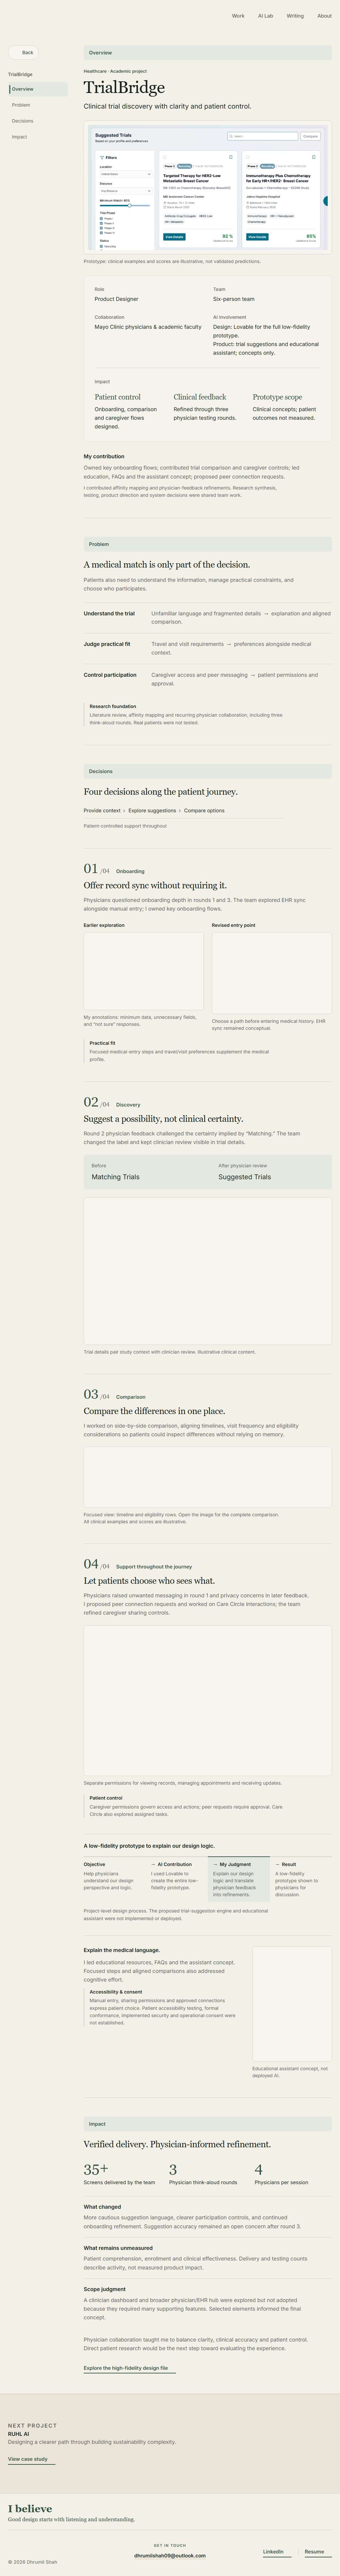 Work AI Lab Writing About
Back
TrialBridge
Overview
Problem
Decisions
Impact
Overview
Healthcare · Academic project
TrialBridge
Clinical trial discovery with clarity and patient control.
Suggested Trials
Based on your profile and preferences
Compare
Filters
Location
Distance
Trial Phase
Status
Targeted Therapy for HER2-Low
Metastatic Breast Cancer
View Details
92 %
Immunotherapy Plus Chemotherapy
for Early HR+/HER2- Breast Cancer
View Details
85%
Prototype: clinical examples and scores are illustrative, not validated predictions.
Role
Product Designer
Team
Six-person team
Collaboration
Mayo Clinic physicians & academic faculty
AI involvement
Design: Lovable for the full low-fidelity
prototype.
Product: trial suggestions and educational
assistant; concepts only.
Impact
Patient control
Onboarding, comparison
and caregiver flows
designed.
Clinical feedback
Refined through three
physician testing rounds.
Prototype scope
Clinical concepts; patient
outcomes not measured.
My contribution
Owned key onboarding flows; contributed trial comparison and caregiver controls; led
education, FAQs and the assistant concept; proposed peer connection requests.
I contributed affinity mapping and physician-feedback refinements. Research synthesis,
testing, product direction and system decisions were shared team work.
Problem
A medical match is only part of the decision.
Patients also need to understand the information, manage practical constraints, and
choose who participates.
Understand the trial
Unfamiliar language and fragmented details → explanation and aligned
comparison.
Judge practical fit
Travel and visit requirements → preferences alongside medical
context.
Control participation
Caregiver access and peer messaging → patient permissions and
approval.
Research foundation
Literature review, affinity mapping and recurring physician collaboration, including three
think-aloud rounds. Real patients were not tested.
Decisions
Four decisions along the patient journey.
Provide context › Explore suggestions › Compare options
Patient-controlled support throughout
01 /04 Onboarding
Offer record sync without requiring it.
Physicians questioned onboarding depth in rounds 1 and 3. The team explored EHR sync
alongside manual entry; I owned key onboarding flows.
Earlier exploration
Revised entry point
My annotations: minimum data, unnecessary fields,
and “not sure” responses.
Choose a path before entering medical history. EHR
sync remained conceptual.
Practical fit
Focused medical entry steps and travel/visit preferences supplement the medical
profile.
02 /04 Discovery
Suggest a possibility, not clinical certainty.
Round 2 physician feedback challenged the certainty implied by “Matching.” The team
changed the label and kept clinician review visible in trial details.
Before
Matching Trials
After physician review
Suggested Trials
Trial details pair study context with clinician review. Illustrative clinical content.
03 /04 Comparison
Compare the differences in one place.
I worked on side-by-side comparison, aligning timelines, visit frequency and eligibility
considerations so patients could inspect differences without relying on memory.
Focused view: timeline and eligibility rows. Open the image for the complete comparison.
All clinical examples and scores are illustrative.
04 /04 Support throughout the journey
Let patients choose who sees what.
Physicians raised unwanted messaging in round 1 and privacy concerns in later feedback.
I proposed peer connection requests and worked on Care Circle interactions; the team
refined caregiver sharing controls.
Separate permissions for viewing records, managing appointments and receiving updates.
Patient control
Caregiver permissions govern access and actions; peer requests require approval. Care
Circle also explored assigned tasks.
A low-fidelity prototype to explain our design logic.
Objective
Help physicians
understand our design
perspective and logic.
→ AI Contribution
I used Lovable to
create the entire low-
fidelity prototype.
→ My Judgment
Explain our design
logic and translate
physician feedback
into refinements.
→ Result
A low-fidelity
prototype shown to
physicians for
discussion.
Project-level design process. The proposed trial-suggestion engine and educational
assistant were not implemented or deployed.
Explain the medical language.
I led educational resources, FAQs and the assistant concept.
Focused steps and aligned comparisons also addressed
cognitive effort.
Accessibility & consent
Manual entry, sharing permissions and approved connections
express patient choice. Patient accessibility testing, formal
conformance, implemented security and operational consent were
not established.
Educational assistant concept, not
deployed AI.
Impact
Verified delivery. Physician-informed refinement.
35+
Screens delivered by the team
3
Physician think-aloud rounds
4
Physicians per session
What changed
More cautious suggestion language, clearer participation controls, and continued
onboarding refinement. Suggestion accuracy remained an open concern after round 3.
What remains unmeasured
Patient comprehension, enrollment and clinical effectiveness. Delivery and testing counts
describe activity, not measured product impact.
Scope judgment
A clinician dashboard and broader physician/EHR hub were explored but not adopted
because they required many supporting features. Selected elements informed the final
concept.
Physician collaboration taught me to balance clarity, clinical accuracy and patient control.
Direct patient research would be the next step toward evaluating the experience.
Explore the high-fidelity design file
NEXT PROJECT
RUHL AI
Designing a clearer path through building sustainability complexity.
View case study
I believe
Good design starts with listening and understanding.
GET IN TOUCH
dhrumilshah09@outlook.com
LinkedIn
Resume
© 2026 Dhrumil Shah